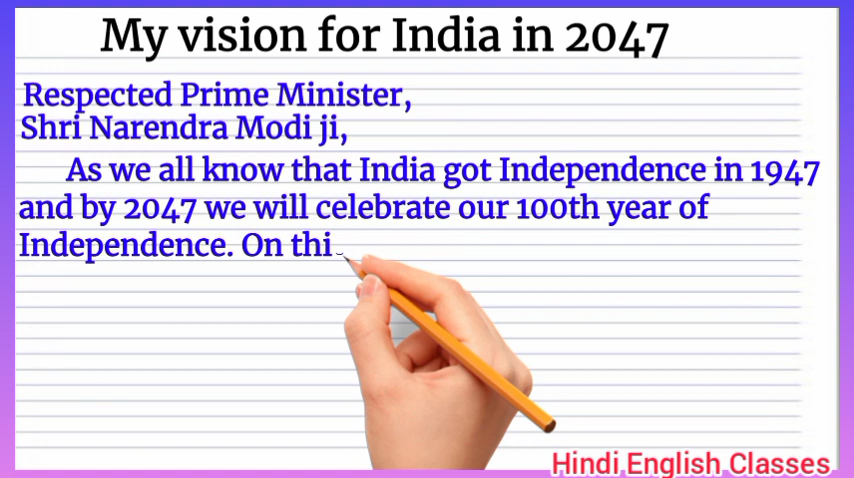 My vision for India in 2047
Respected Prime Minister,
Shri Narendra Modi ji,
As we all know that India got Independence in 1947
and by 2047 we will celebrate our 100th year of
Independence. On thi
Hindi English Classes